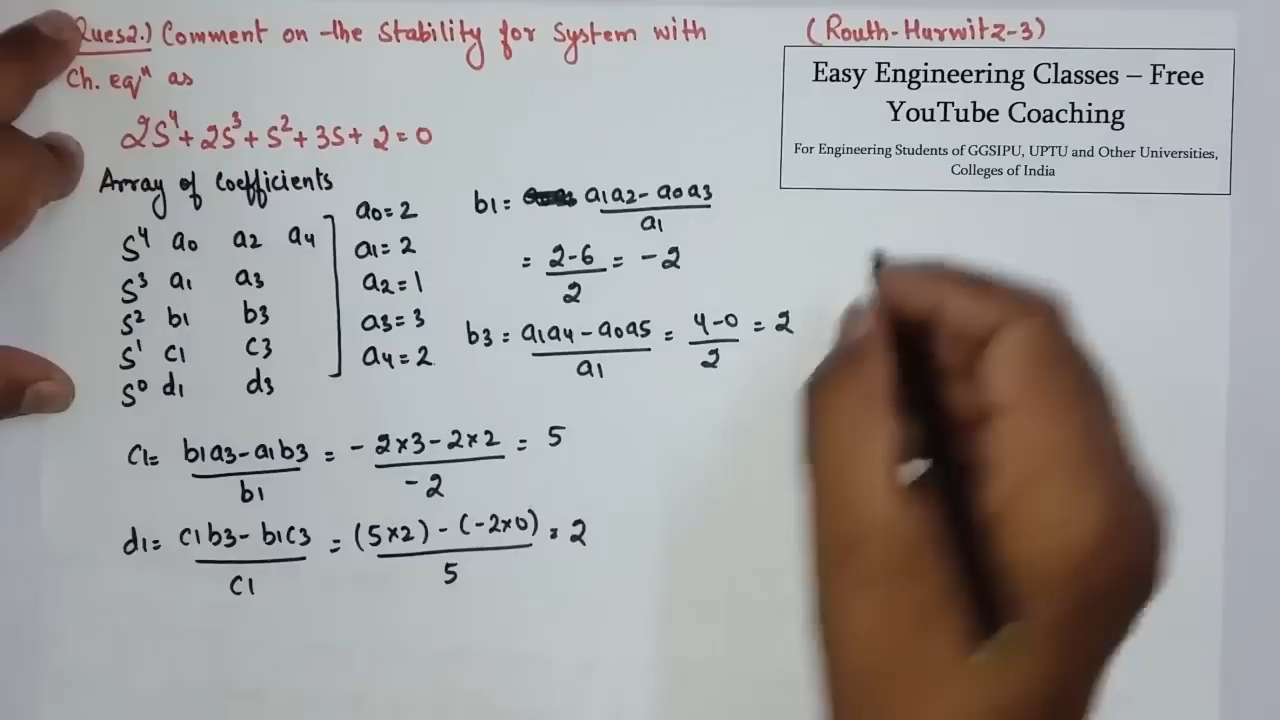 Ques2.) Comment on the Stability for System with
Ch. eqⁿ as
(Routh-Hurwitz-3)
Easy Engineering Classes – Free
YouTube Coaching
For Engineering Students of GGSIPU, UPTU and Other Universities,
Colleges of India
2S⁴+2S³+S²+3S+2=0
Array of Coefficients
S⁴ a0 a2 a4
S³ a1 a3
S² b1 b3
S¹ c1 c3
S⁰ d1 d3
a0=2
a1=2
a2=1
a3=3
a4=2
b1= a1a2-a0a3
a1
= 2-6 = -2
2
b3= a1a4-a0a5 = 4-0 = 2
a1 2
C1= b1a3-a1b3 = -2×3-2×2 = 5
b1 -2
d1= c1b3-b1c3 = (5×2)-(-2×0) = 2
c1 5